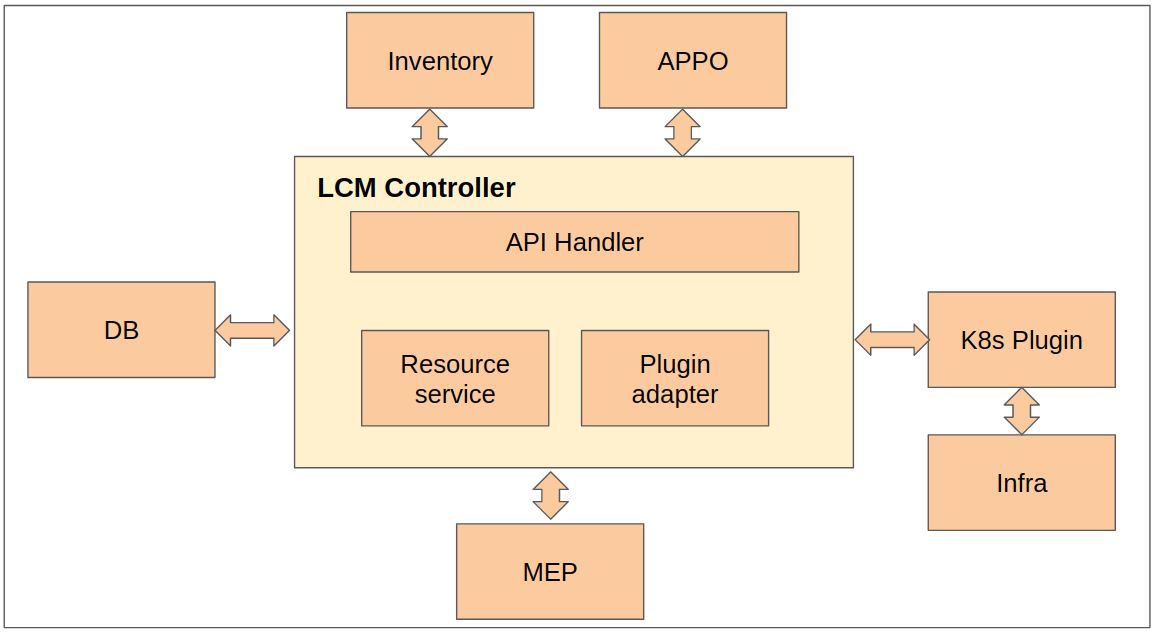 Inventory
APPO
LCM Controller
API Handler
DB
Resource
service
Plugin
adapter
K8s Plugin
Infra
MEP